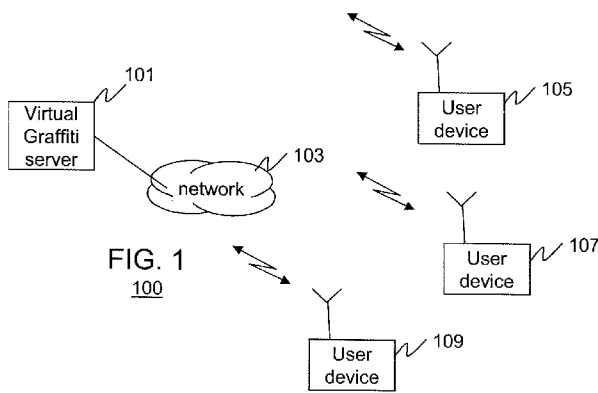 101
Virtual
Graffiti
server
103
network
105
User
device
107
User
device
109
User
device
FIG. 1
100